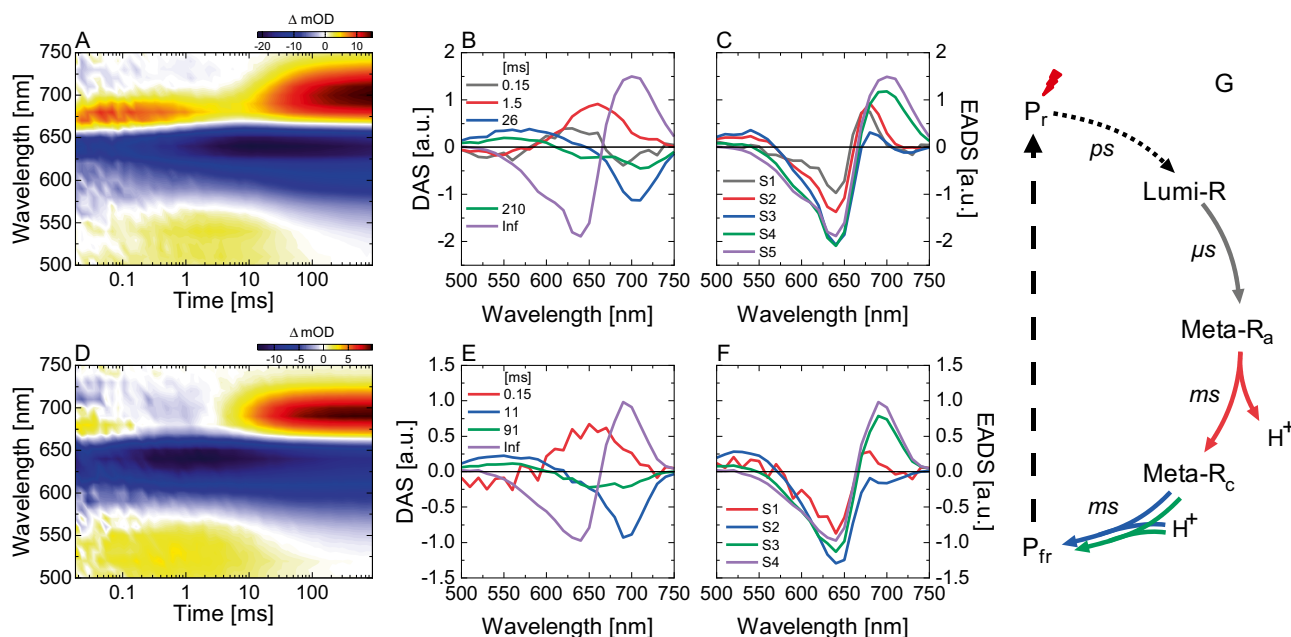 A
Δ mOD
-20 -10 0 10
Wavelength [nm]
750
700
650
600
550
500
0.1 1 10 100
Time [ms]
B
DAS [a.u.]
2
1
0
-1
-2
[ms]
0.15
1.5
26
210
Inf
500 550 600 650 700 750
Wavelength [nm]
C
EADS [a.u.]
2
1
0
-1
-2
S1
S2
S3
S4
S5
500 550 600 650 700 750
Wavelength [nm]
D
Δ mOD
-10 -5 0 5
Wavelength [nm]
750
700
650
600
550
500
0.1 1 10 100
Time [ms]
E
DAS [a.u.]
1.5
1.0
0.5
0.0
-0.5
-1.0
-1.5
[ms]
0.15
11
91
Inf
500 550 600 650 700 750
Wavelength [nm]
F
EADS [a.u.]
1.5
1.0
0.5
0.0
-0.5
-1.0
-1.5
S1
S2
S3
S4
500 550 600 650 700 750
Wavelength [nm]
G
Pr
ps
Lumi-R
µs
Meta-Ra
ms
H+
Meta-Rc
ms
H+
Pfr